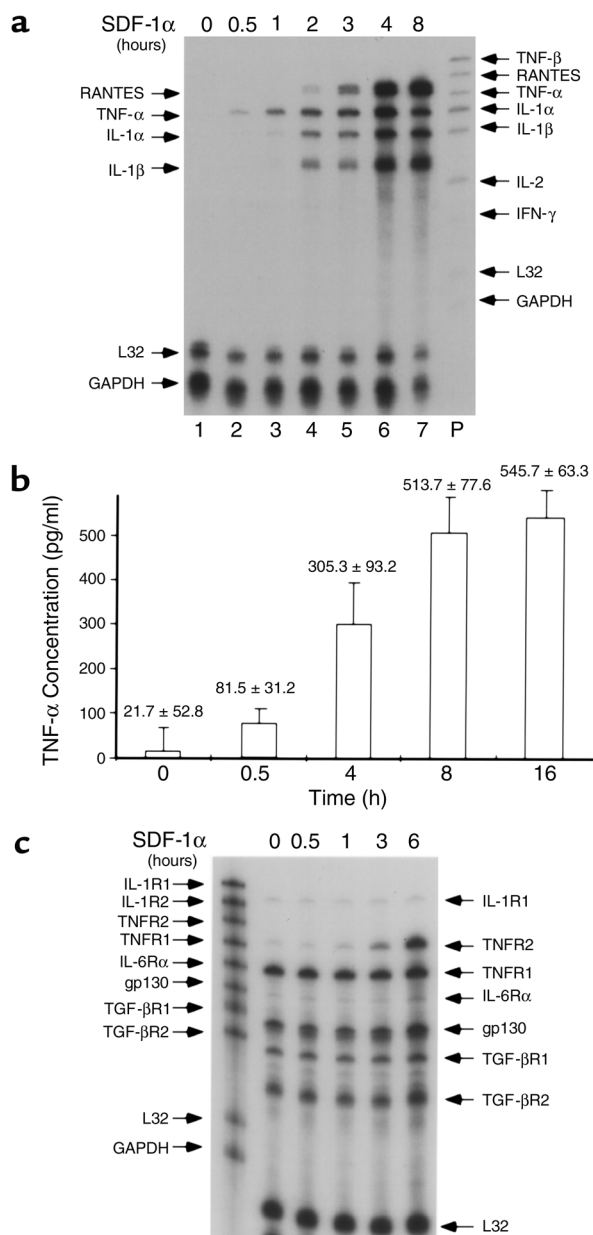 a
SDF-1α 0 0.5 1 2 3 4 8
(hours)
RANTES
TNF-α
IL-1α
IL-1β
L32
GAPDH
TNF-β
RANTES
TNF-α
IL-1α
IL-1β
IL-2
IFN-γ
L32
GAPDH
1 2 3 4 5 6 7 P
b
TNF-α Concentration (pg/ml)
500
400
300
200
100
0
21.7 ± 52.8
81.5 ± 31.2
305.3 ± 93.2
513.7 ± 77.6
545.7 ± 63.3
0 0.5 4 8 16
Time (h)
c
SDF-1α 0 0.5 1 3 6
(hours)
IL-1R1
IL-1R2
TNFR2
TNFR1
IL-6Rα
gp130
TGF-βR1
TGF-βR2
L32
GAPDH
IL-1R1
TNFR2
TNFR1
IL-6Rα
gp130
TGF-βR1
TGF-βR2
L32